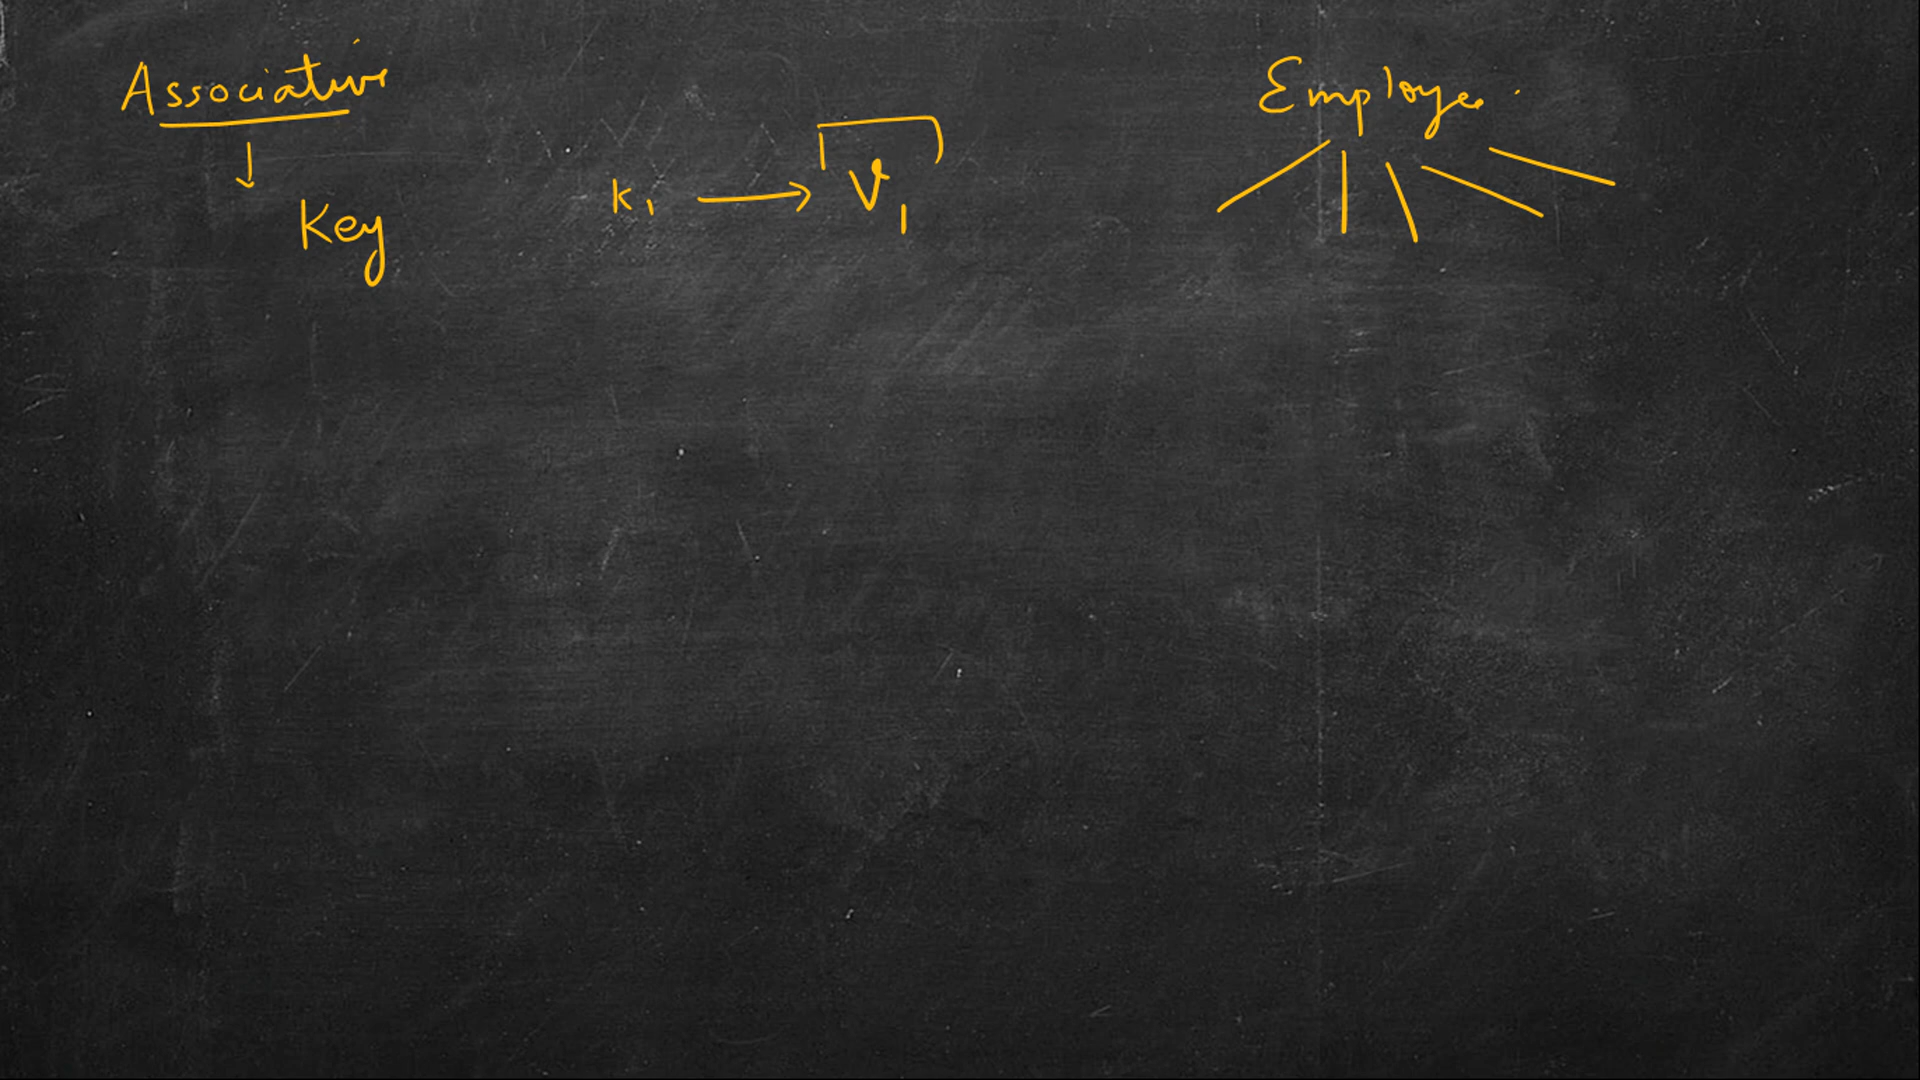 Associative
Key
K1 → V1
Employee